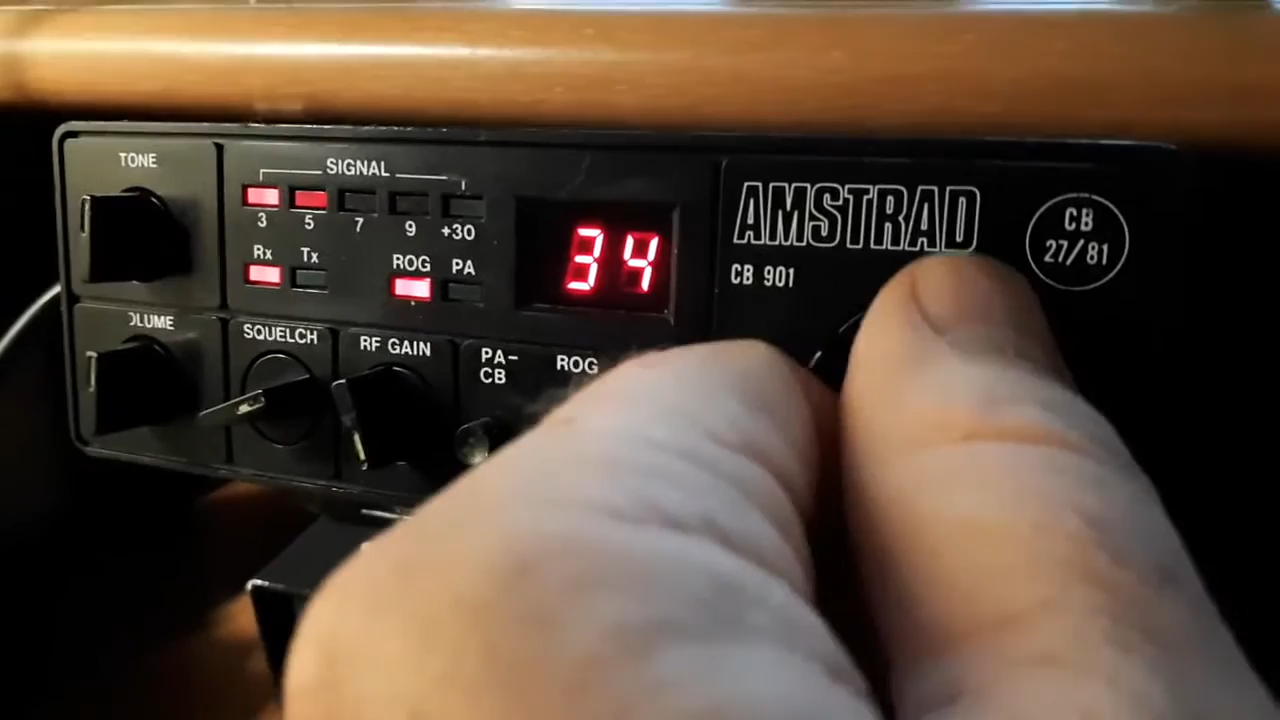 TONE
SIGNAL
3 5 7 9 +30
Rx Tx
ROG PA
34
AMSTRAD
CB 901
CB
27/81
OLUME
SQUELCH
RF GAIN
PA-
CB
ROG